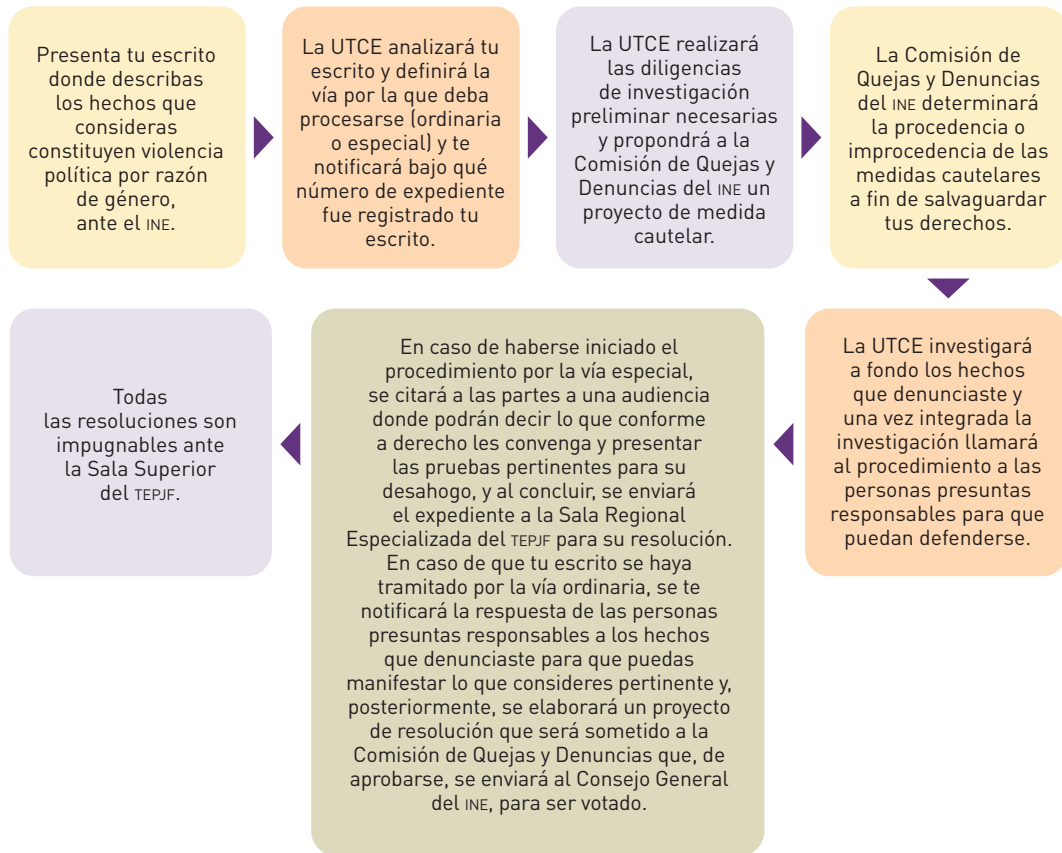 Presenta tu escrito
donde describas
los hechos que
consideras
constituyen violencia
política por razón
de género,
ante el INE.
La UTCE analizará tu
escrito y definirá la
vía por la que deba
procesarse (ordinaria
o especial) y te
notificará bajo qué
número de expediente
fue registrado tu
escrito.
La UTCE realizará
las diligencias
de investigación
preliminar necesarias
y propondrá a la
Comisión de Quejas y
Denuncias del INE un
proyecto de medida
cautelar.
La Comisión de
Quejas y Denuncias
del INE determinará
la procedencia o
improcedencia de las
medidas cautelares
a fin de salvaguardar
tus derechos.
La UTCE investigará
a fondo los hechos
que denunciaste y
una vez integrada la
investigación llamará
al procedimiento a las
personas presuntas
responsables para que
puedan defenderse.
En caso de haberse iniciado el
procedimiento por la vía especial,
se citará a las partes a una audiencia
donde podrán decir lo que conforme
a derecho les convenga y presentar
las pruebas pertinentes para su
desahogo, y al concluir, se enviará
el expediente a la Sala Regional
Especializada del TEPJF para su resolución.
En caso de que tu escrito se haya
tramitado por la vía ordinaria, se te
notificará la respuesta de las personas
presuntas responsables a los hechos
que denunciaste para que puedas
manifestar lo que consideres pertinente y,
posteriormente, se elaborará un proyecto
de resolución que será sometido a la
Comisión de Quejas y Denuncias que, de
aprobarse, se enviará al Consejo General
del INE, para ser votado.
Todas
las resoluciones son
impugnables ante
la Sala Superior
del TEPJF.